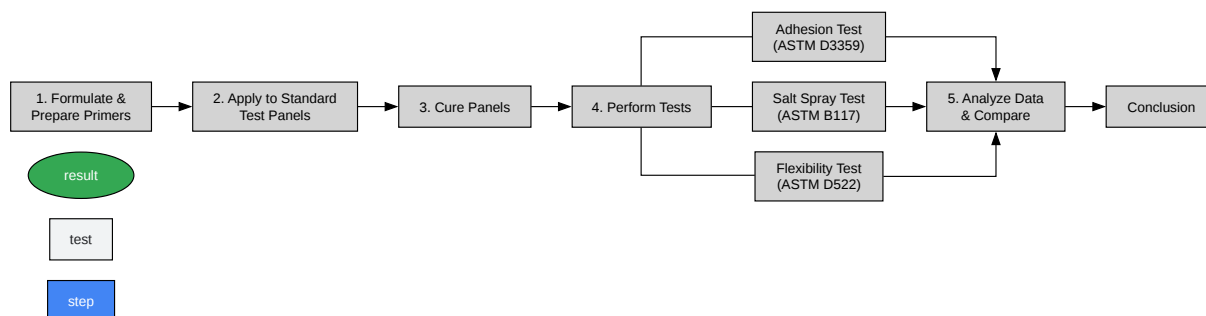 1. Formulate &
Prepare Primers
2. Apply to Standard
Test Panels
3. Cure Panels
4. Perform Tests
Adhesion Test
(ASTM D3359)
Salt Spray Test
(ASTM B117)
Flexibility Test
(ASTM D522)
5. Analyze Data
& Compare
Conclusion
result
test
step